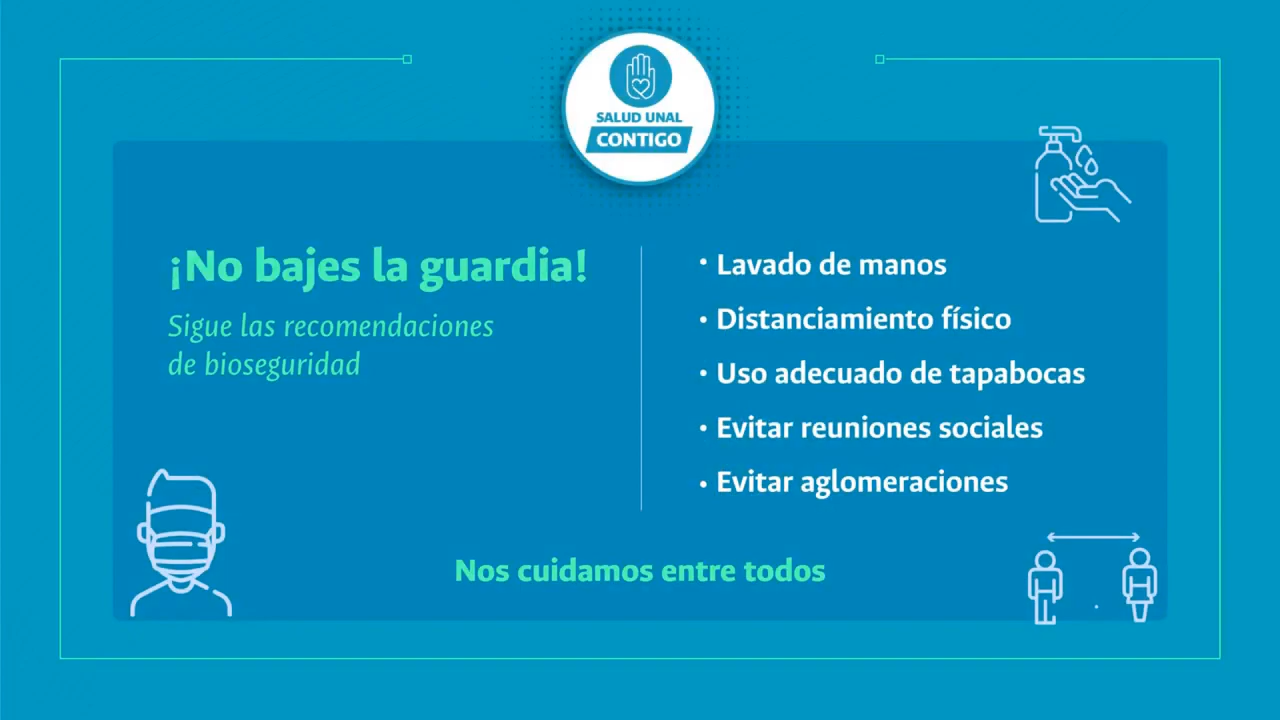 SALUD UNAL
CONTIGO
¡No bajes la guardia!
Sigue las recomendaciones
de bioseguridad
• Lavado de manos
• Distanciamiento físico
• Uso adecuado de tapabocas
• Evitar reuniones sociales
• Evitar aglomeraciones
Nos cuidamos entre todos